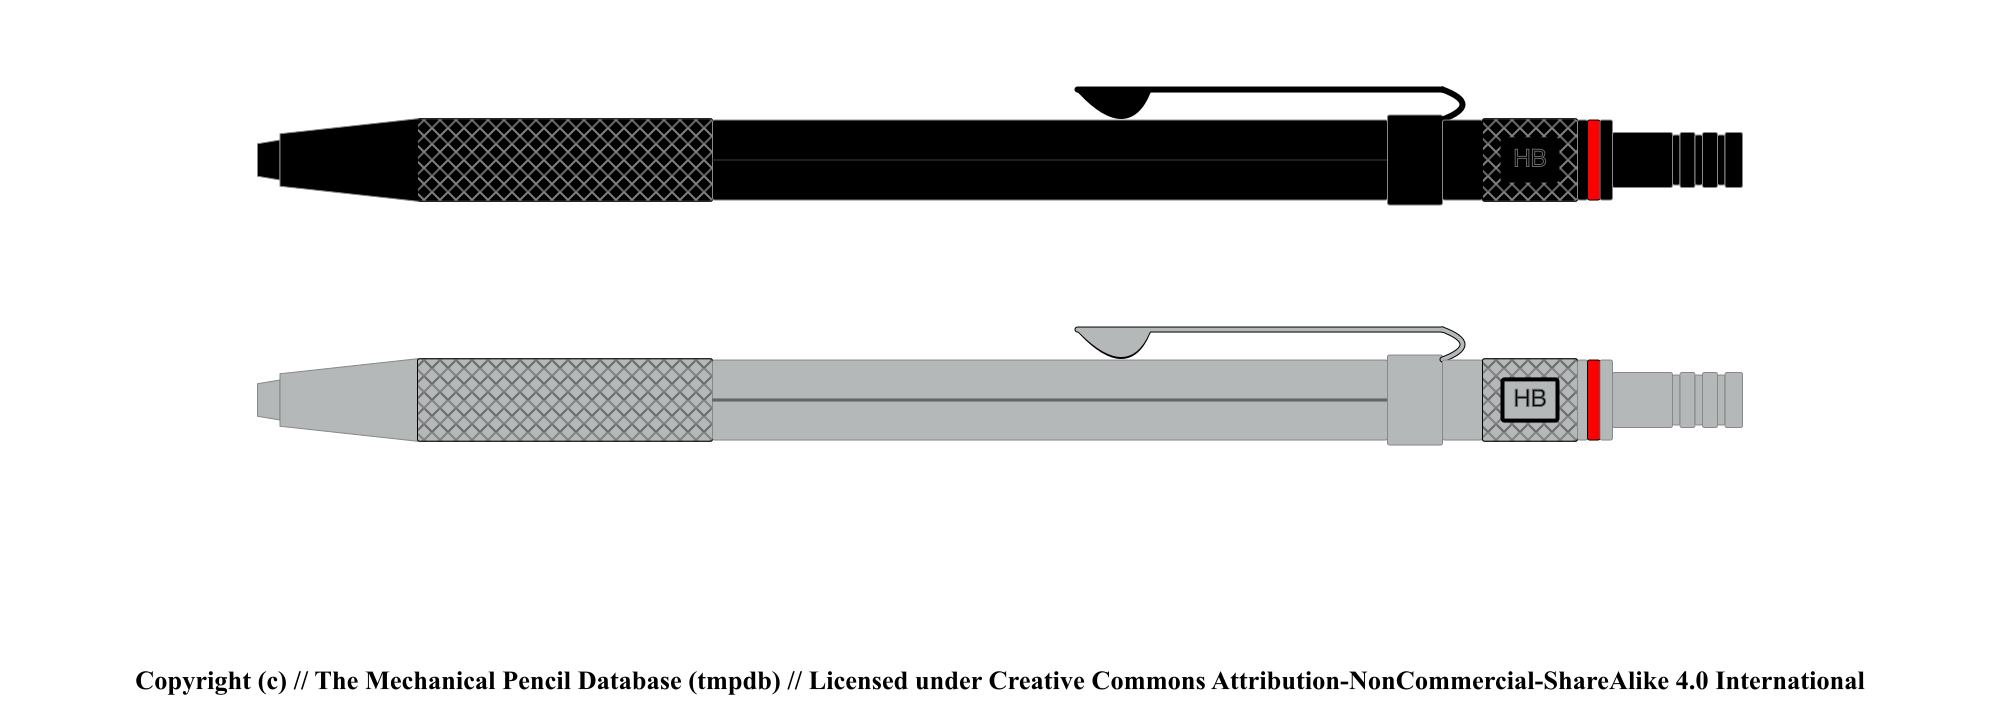 HB
HB
Copyright (c) // The Mechanical Pencil Database (tmpdb) // Licensed under Creative Commons Attribution-NonCommercial-ShareAlike 4.0 International